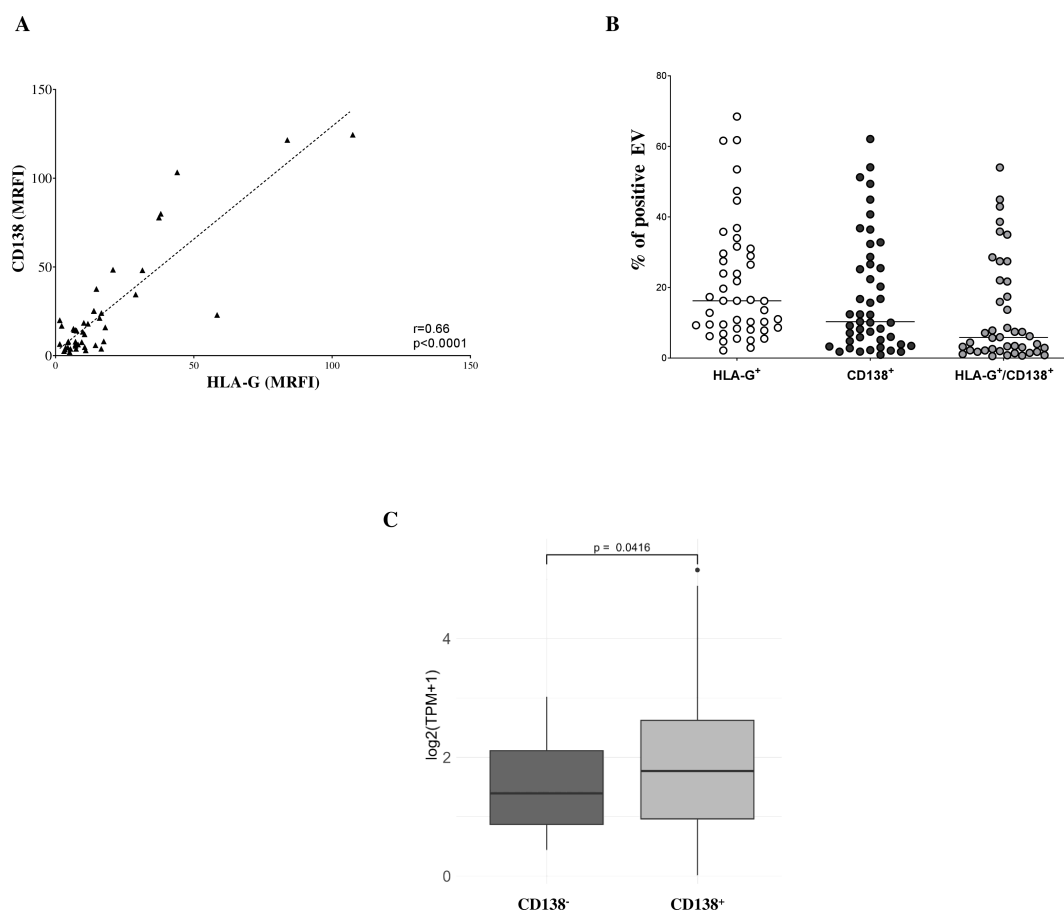 A
CD138 (MRFI)
150
100
50
0
0
50
100
150
r=0.66
p<0.0001
HLA-G (MRFI)
B
% of positive EV
80
60
40
20
0
HLA-G⁺
CD138⁺
HLA-G⁺/CD138⁺
C
p = 0.0416
log2(TPM+1)
4
2
0
CD138⁻
CD138⁺